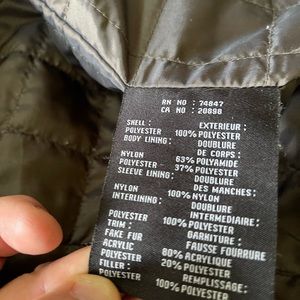 RN NO : 74847
CA NO : 20898
SHELL : EXTERIEUR :
POLYESTER 100% POLYESTER
BODY LINING: DOUBLURE
DE CORPS:
NYLON 63% POLYAMIDE
POLYESTER 37% POLYESTER
SLEEVE LINING: DOUBLURE
DES MANCHES:
NYLON 100% NYLON
INTERLINING: DOUBLURE
INTERMEDIAIRE:
POLYESTER 100% POLYESTER
TRIM : GARNITURE :
FAKE FUR FAUSSE FOURRURE
ACRYLIC 80% ACRYLIQUE
POLYESTER 20% POLYESTER
FILLER : REMPLISSAGE:
POLYESTER 100% POLYESTER